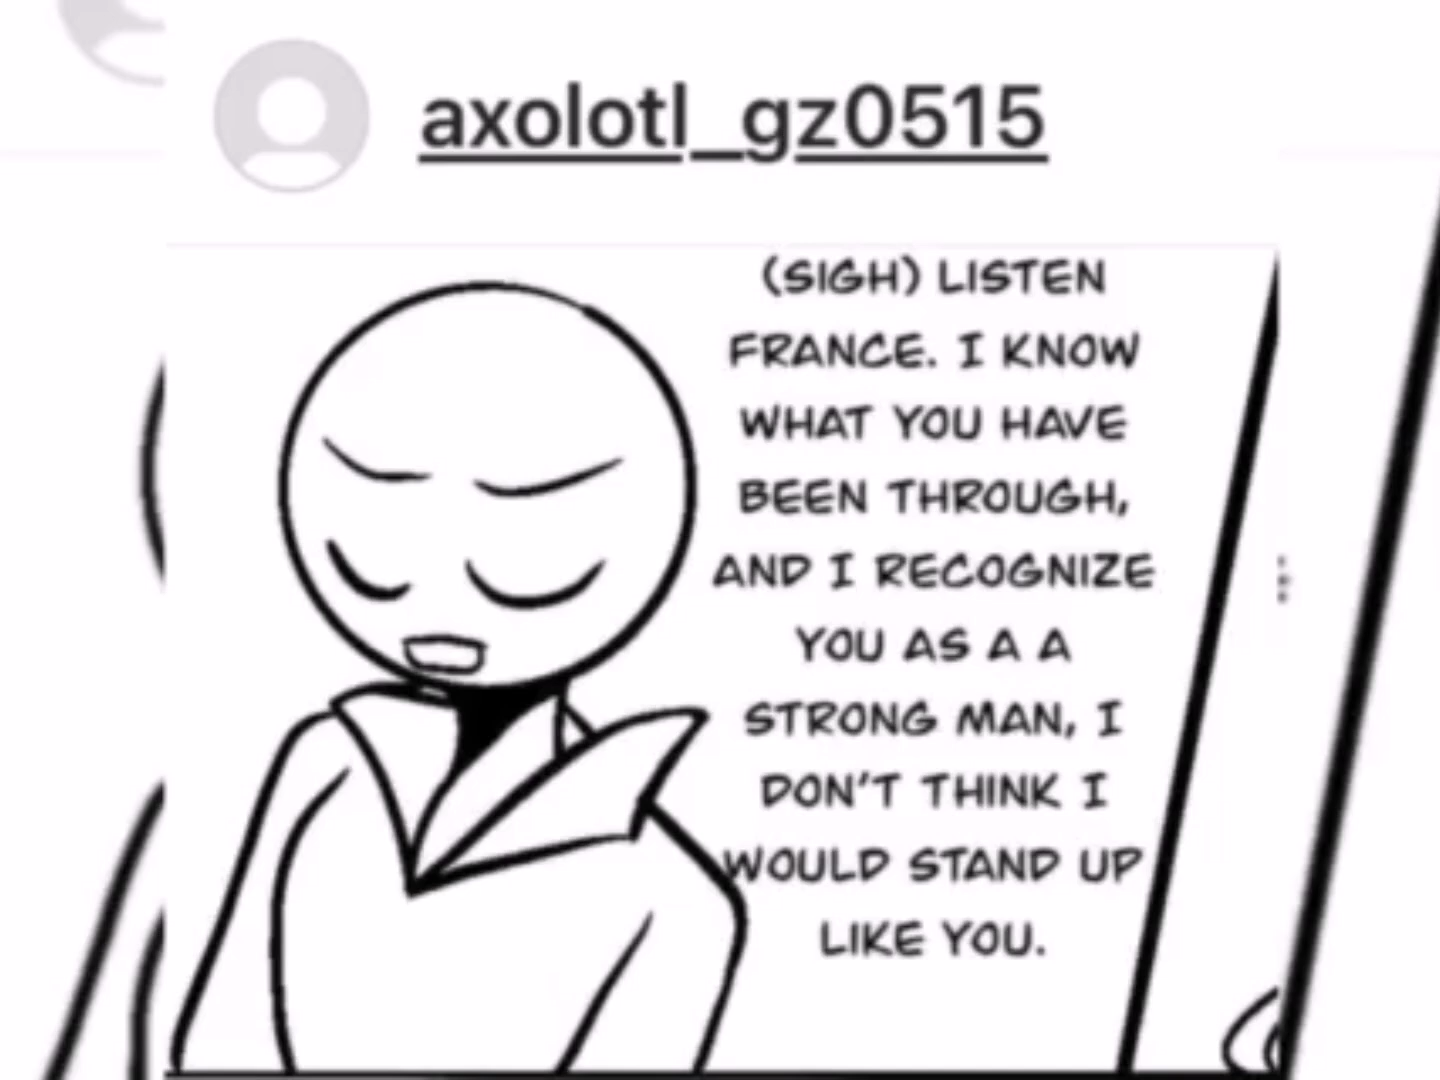 axolotl_gz0515
(SIGH) LISTEN
FRANCE. I KNOW
WHAT YOU HAVE
BEEN THROUGH,
AND I RECOGNIZE
YOU AS A A
STRONG MAN, I
DON'T THINK I
WOULD STAND UP
LIKE YOU.